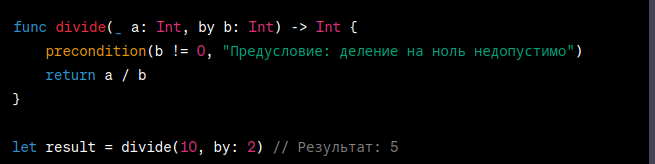 func divide(_ a: Int, by b: Int) -> Int {
    precondition(b != 0, "Предусловие: деление на ноль недопустимо")
    return a / b
}
let result = divide(10, by: 2) // Результат: 5